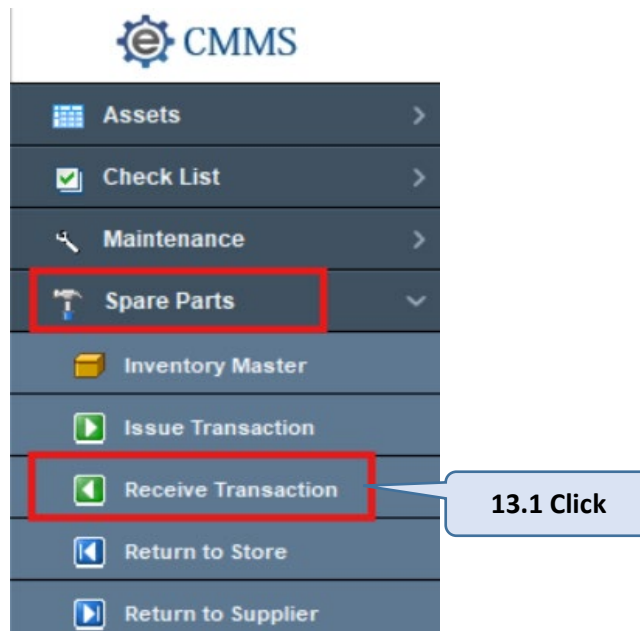 e CMMS
Assets
Check List
Maintenance
Spare Parts
Inventory Master
Issue Transaction
Receive Transaction
13.1 Click
Return to Store
Return to Supplier